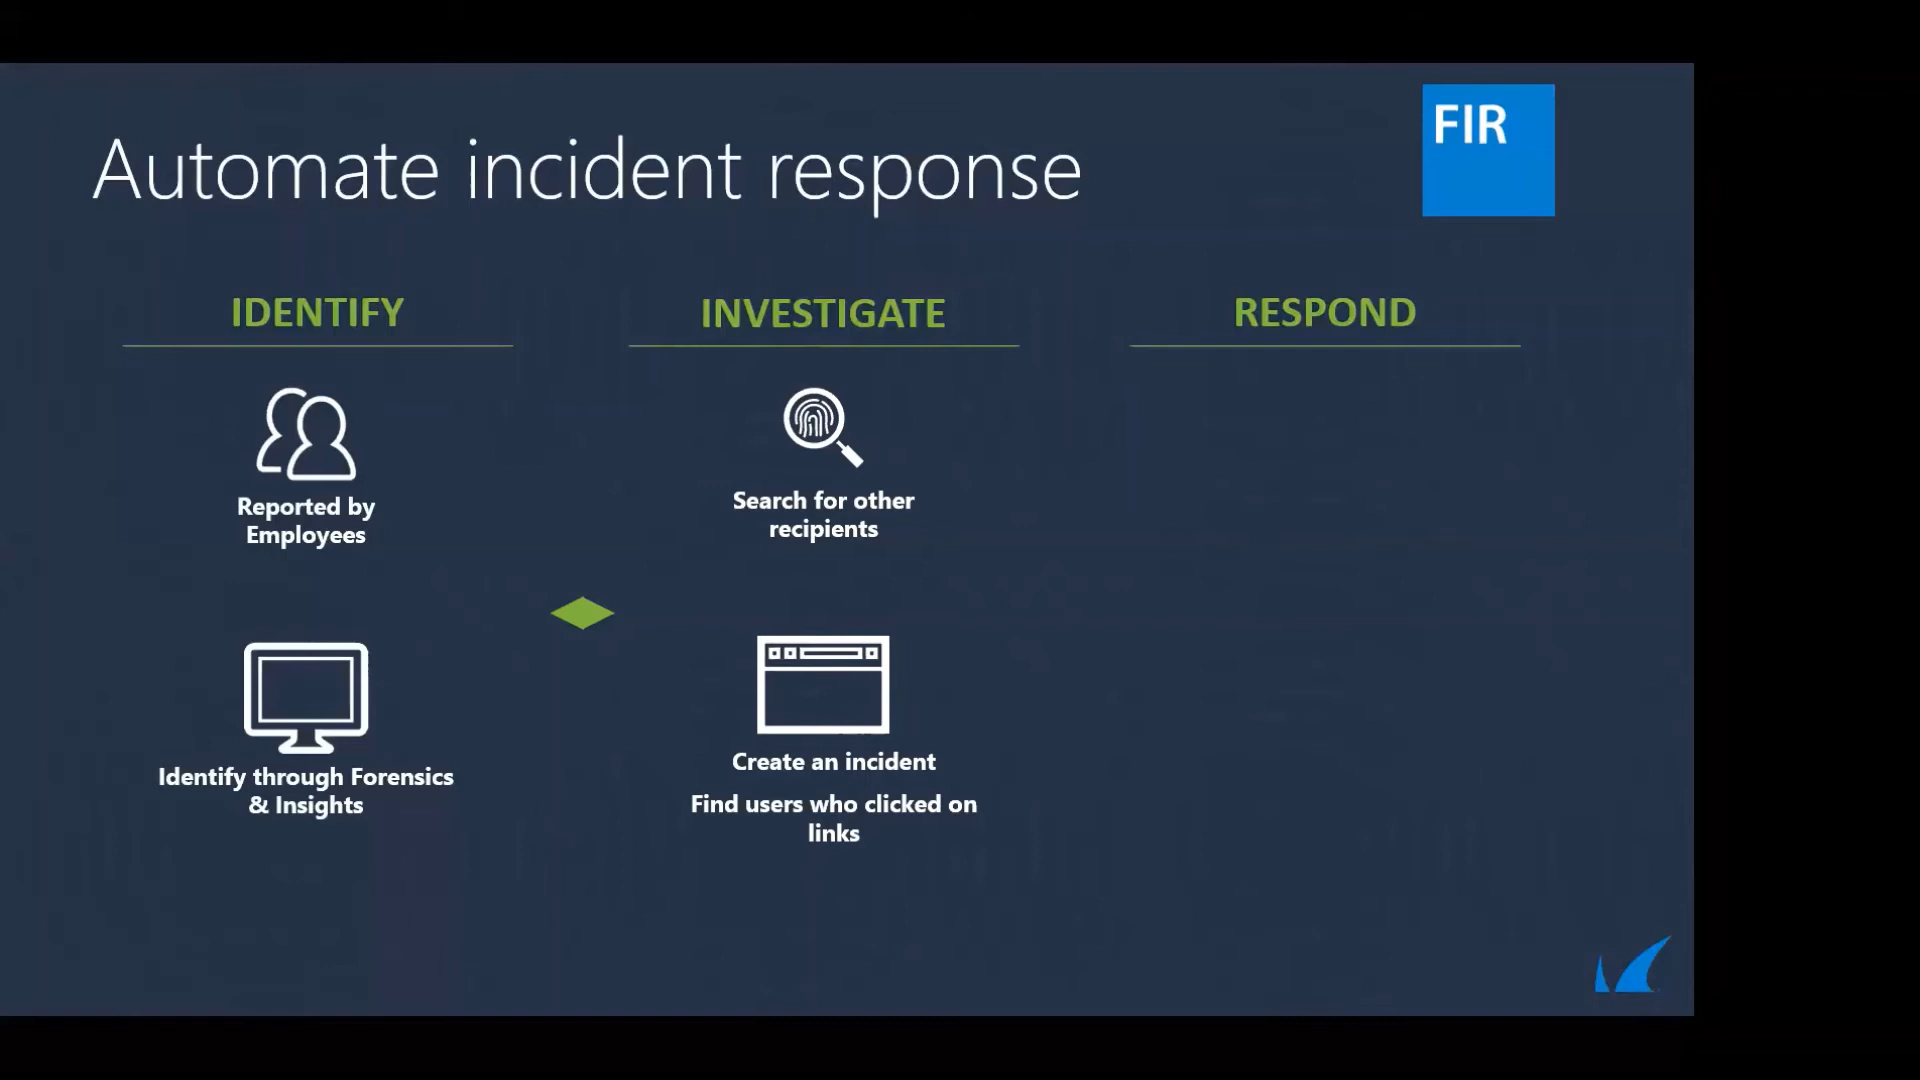 Automate incident response
FIR
IDENTIFY
INVESTIGATE
RESPOND
Reported by
Employees
Search for other
recipients
Identify through Forensics
& Insights
Create an incident
Find users who clicked on
links